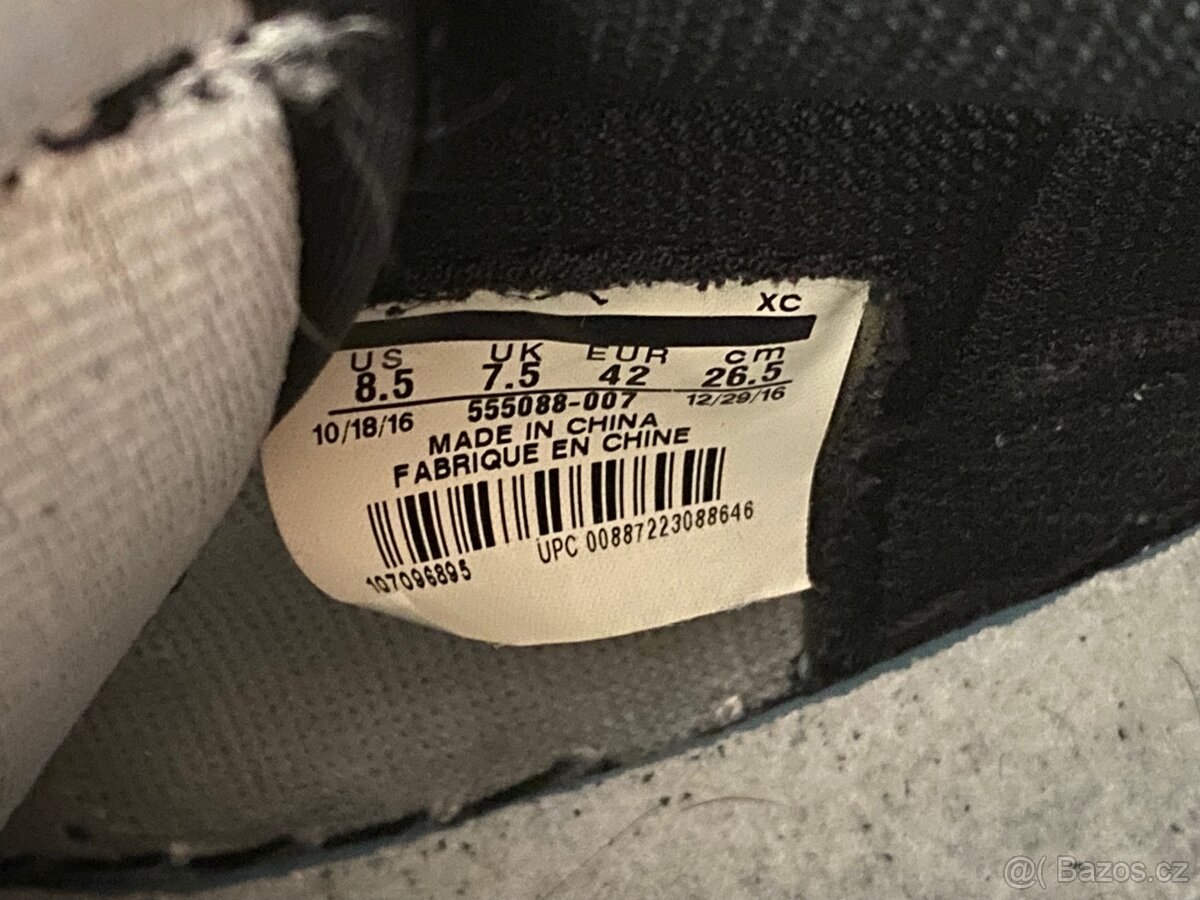 XC
US UK EUR cm
8.5 7.5 42 26.5
10/18/16 555088-007 12/29/16
MADE IN CHINA
FABRIQUE EN CHINE
107096895 UPC 00887223088646
@( Bazos.cz